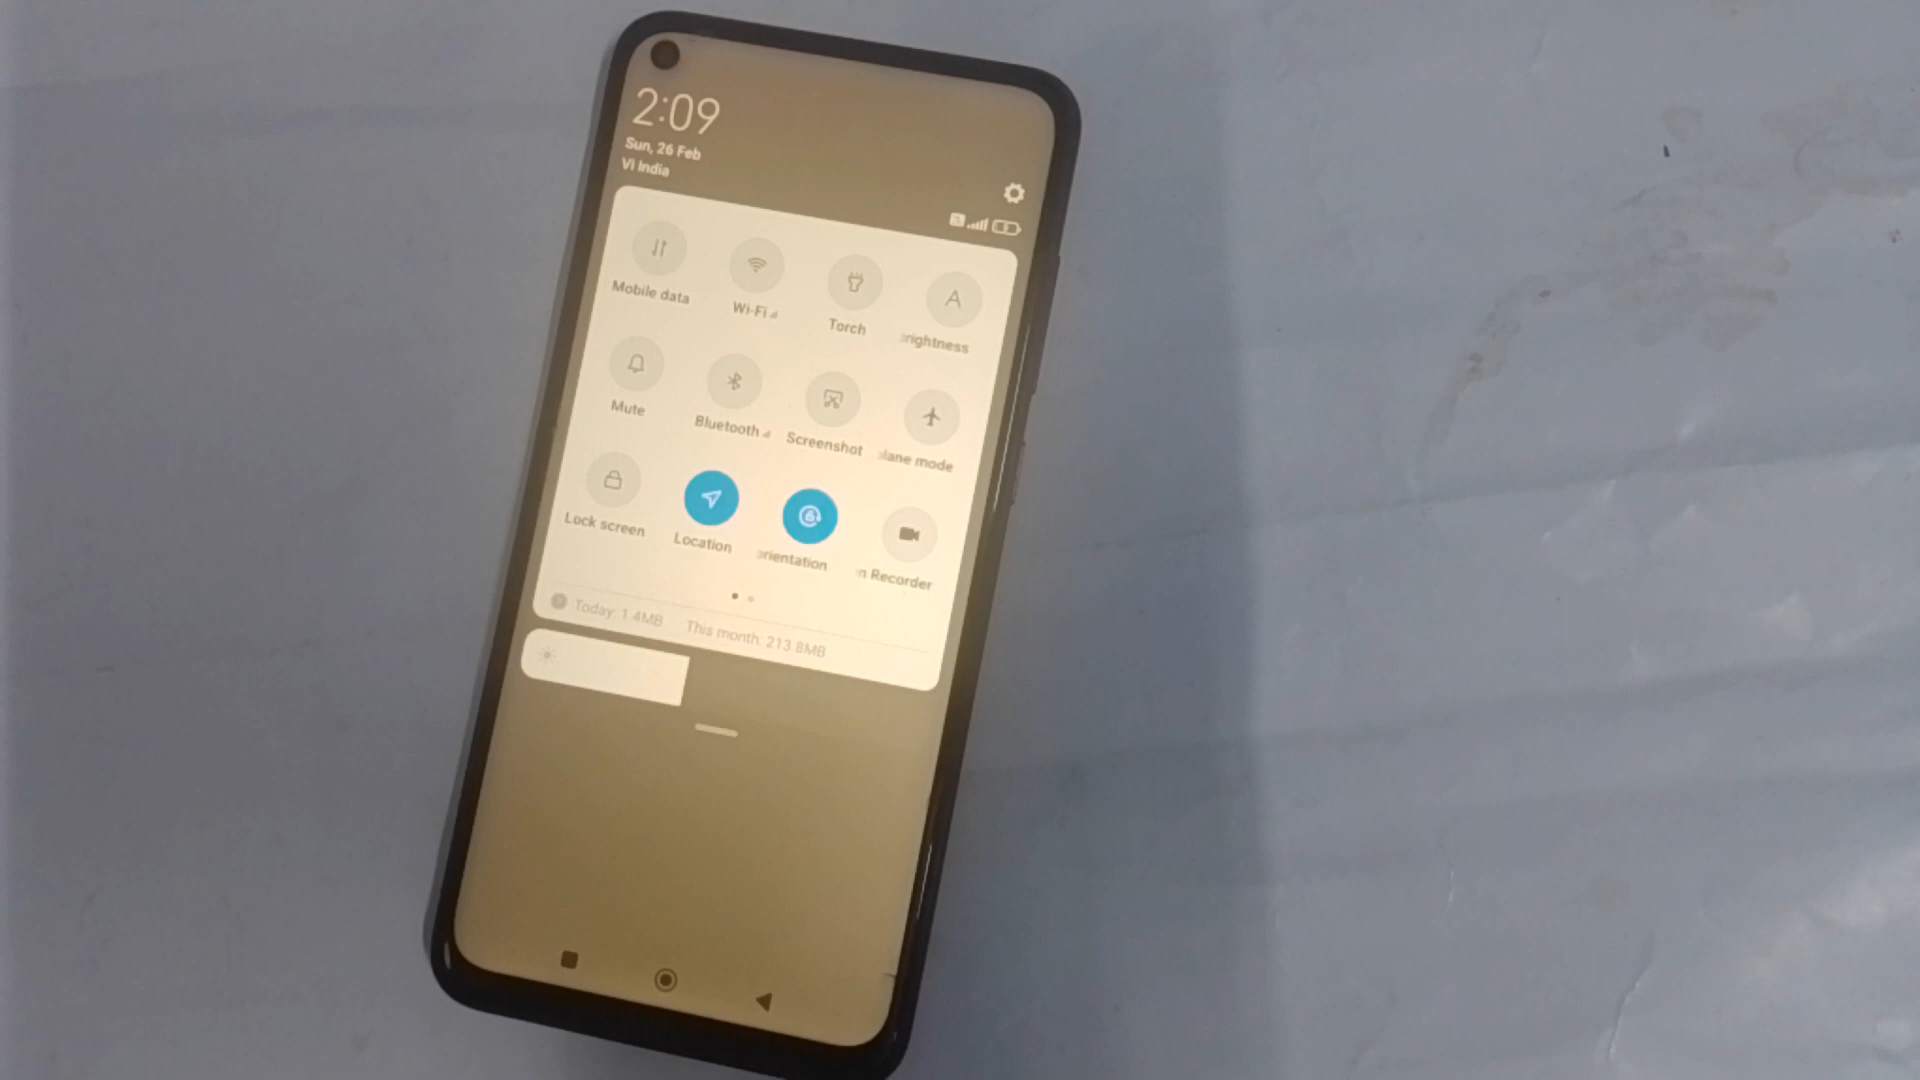 2:09
Sun, 26 Feb
Vi India
Mobile data
Wi-Fi
Torch
rightness
Mute
Bluetooth
Screenshot
lane mode
Lock screen
Location
orientation
n Recorder
Today: 1.4MB This month: 213.8MB